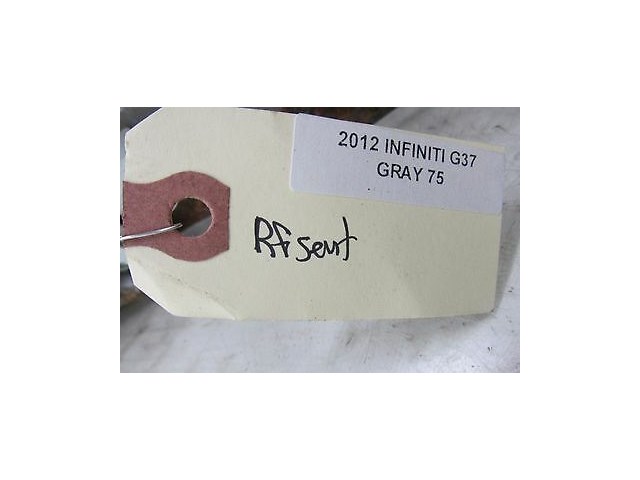 2012 INFINITI G37
GRAY 75
Rf seat